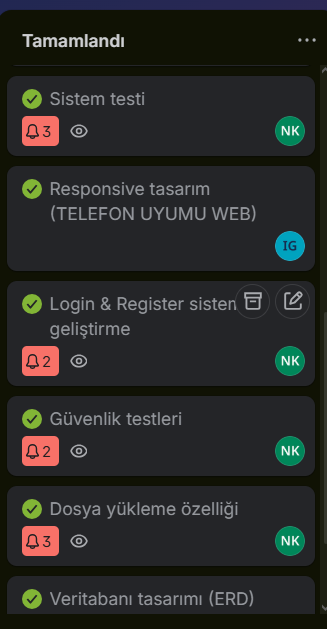 Tamamlandı
Sistem testi
3
NK
Responsive tasarım
(TELEFON UYUMU WEB)
IG
Login & Register sistem
geliştirme
2
NK
Güvenlik testleri
2
NK
Dosya yükleme özelliği
3
NK
Veritabanı tasarımı (ERD)